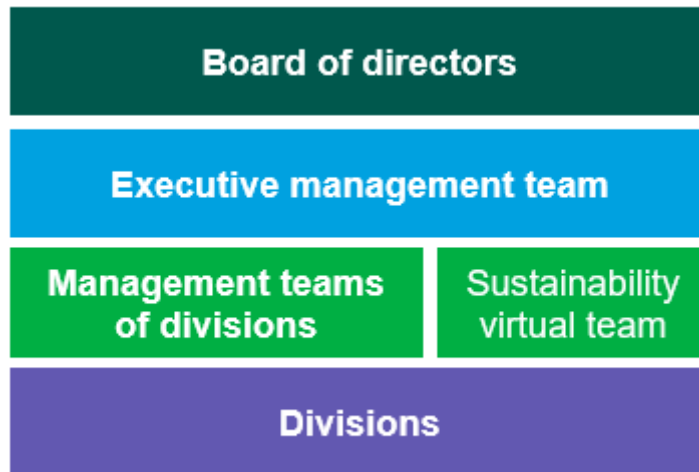 Board of directors
Executive management team
Management teams
of divisions
Sustainability
virtual team
Divisions